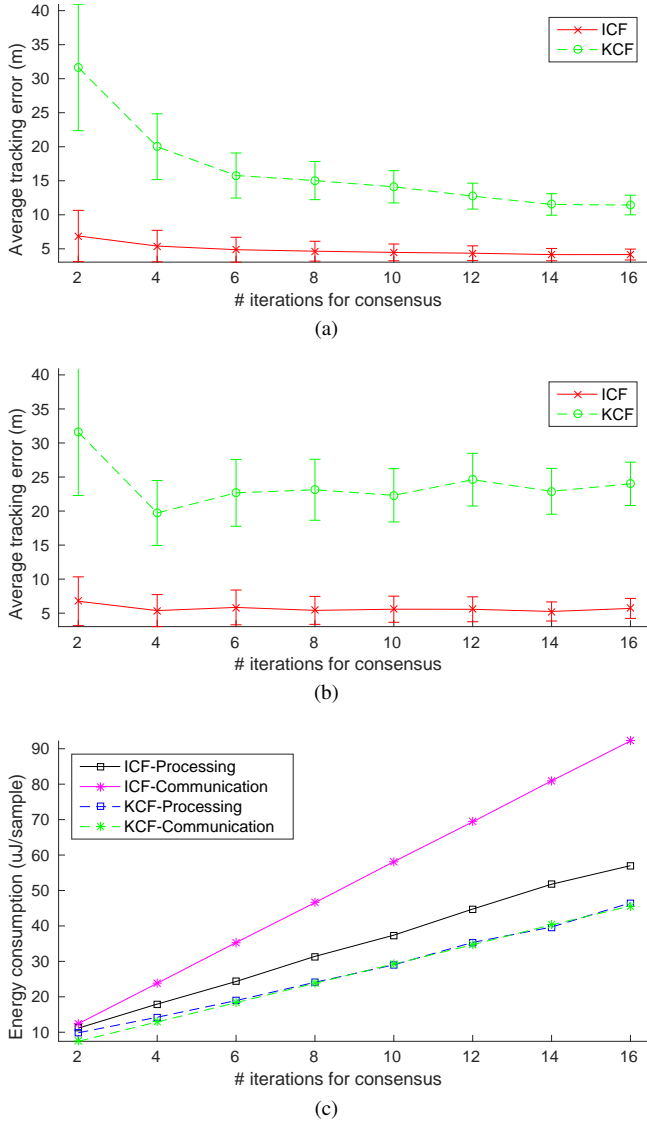 40
35
30
25
20
15
10
5
Average tracking error (m)
ICF
KCF
2 4 6 8 10 12 14 16
# iterations for consensus
(a)
40
35
30
25
20
15
10
5
Average tracking error (m)
ICF
KCF
2 4 6 8 10 12 14 16
# iterations for consensus
(b)
90
80
70
60
50
40
30
20
10
Energy consumption (uJ/sample)
ICF-Processing
ICF-Communication
KCF-Processing
KCF-Communication
2 4 6 8 10 12 14 16
# iterations for consensus
(c)